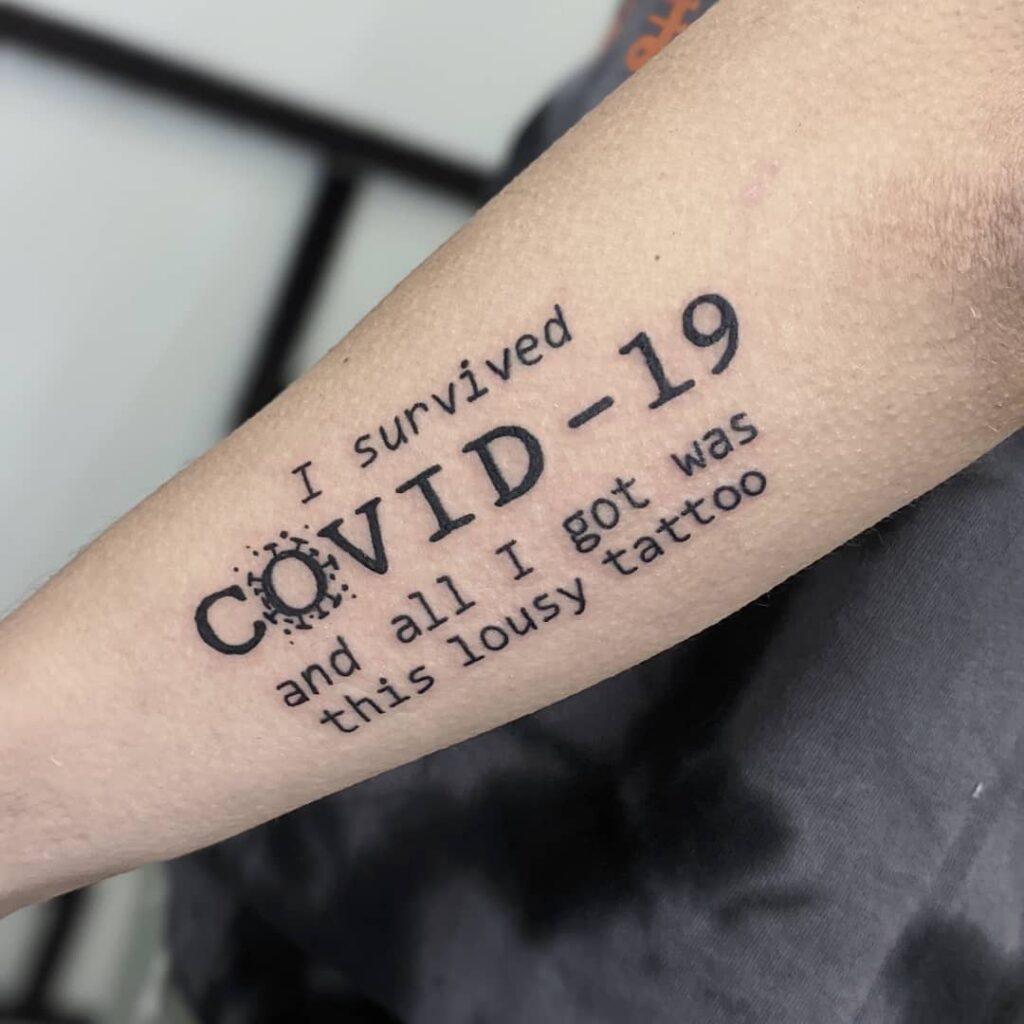 I survived
COVID-19
and all I got was
this lousy tattoo